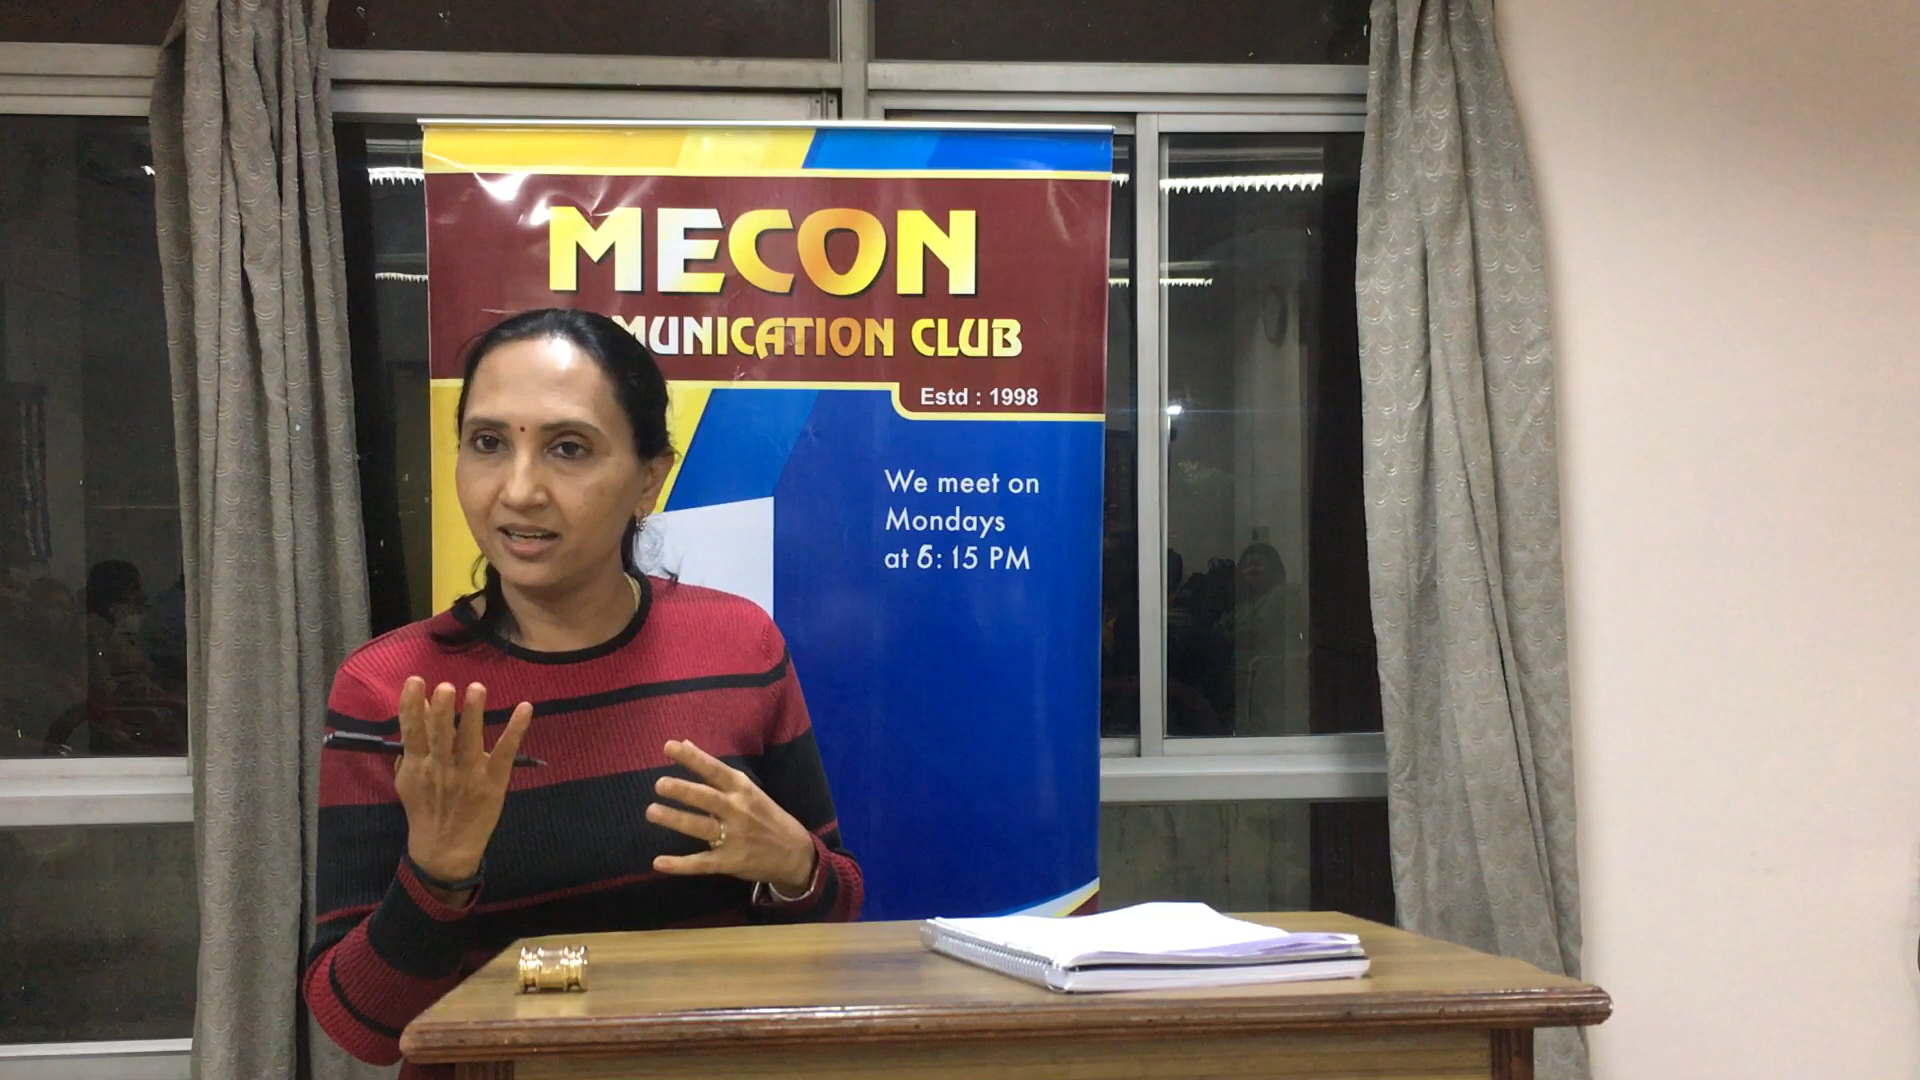 MECON
MUNICATION CLUB
Estd : 1998
We meet on
Mondays
at 6:15 PM